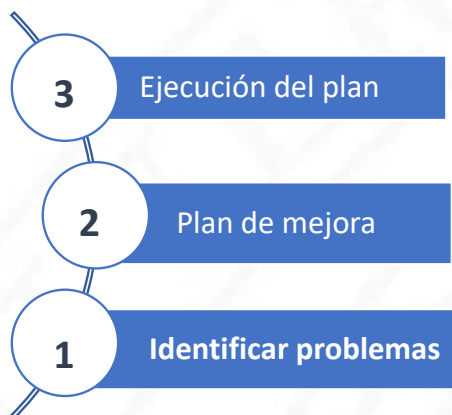 3
Ejecución del plan
2
Plan de mejora
1
Identificar problemas